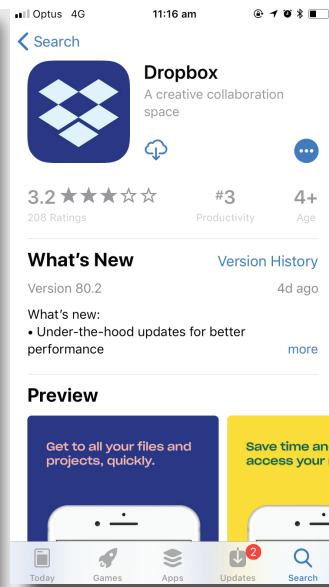 Optus 4G 11:16 am
Search
Dropbox
A creative collaboration
space
3.2 #3 4+
208 Ratings Productivity Age
What's New Version History
Version 80.2 4d ago
What's new:
• Under-the-hood updates for better
performance more
Preview
Get to all your files and
projects, quickly.
Save time an
access your
2
Today Games Apps Updates Search